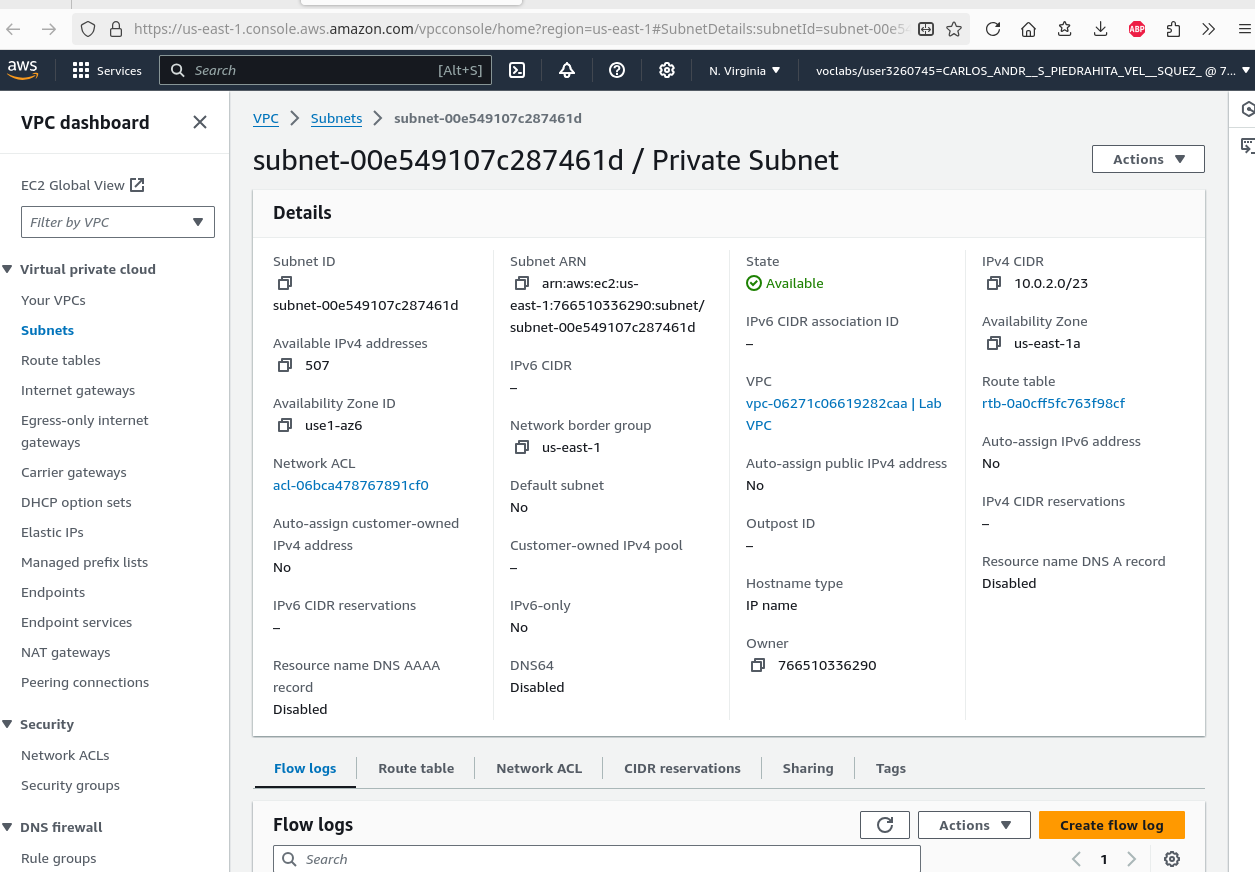 https://us-east-1.console.aws.amazon.com/vpcconsole/home?region=us-east-1#SubnetDetails:subnetId=subnet-00e5
ABP
aws
Services
Search [Alt+S]
N. Virginia
voclabs/user3260745=CARLOS_ANDR__S_PIEDRAHITA_VEL__SQUEZ_ @ 7...
VPC dashboard
EC2 Global View
Filter by VPC
Virtual private cloud
Your VPCs
Subnets
Route tables
Internet gateways
Egress-only internet
gateways
Carrier gateways
DHCP option sets
Elastic IPs
Managed prefix lists
Endpoints
Endpoint services
NAT gateways
Peering connections
Security
Network ACLs
Security groups
DNS firewall
Rule groups
VPC
Subnets
subnet-00e549107c287461d
subnet-00e549107c287461d / Private Subnet
Actions
Details
Subnet ID
subnet-00e549107c287461d
Available IPv4 addresses
507
Availability Zone ID
use1-az6
Network ACL
acl-06bca478767891cf0
Auto-assign customer-owned
IPv4 address
No
IPv6 CIDR reservations
–
Resource name DNS AAAA
record
Disabled
Subnet ARN
arn:aws:ec2:us-
east-1:766510336290:subnet/
subnet-00e549107c287461d
IPv6 CIDR
–
Network border group
us-east-1
Default subnet
No
Customer-owned IPv4 pool
–
IPv6-only
No
DNS64
Disabled
State
Available
IPv6 CIDR association ID
–
VPC
vpc-06271c06619282caa | Lab
VPC
Auto-assign public IPv4 address
No
Outpost ID
–
Hostname type
IP name
Owner
766510336290
IPv4 CIDR
10.0.2.0/23
Availability Zone
us-east-1a
Route table
rtb-0a0cff5fc763f98cf
Auto-assign IPv6 address
No
IPv4 CIDR reservations
–
Resource name DNS A record
Disabled
Flow logs
Route table
Network ACL
CIDR reservations
Sharing
Tags
Flow logs
Actions
Create flow log
Search
1